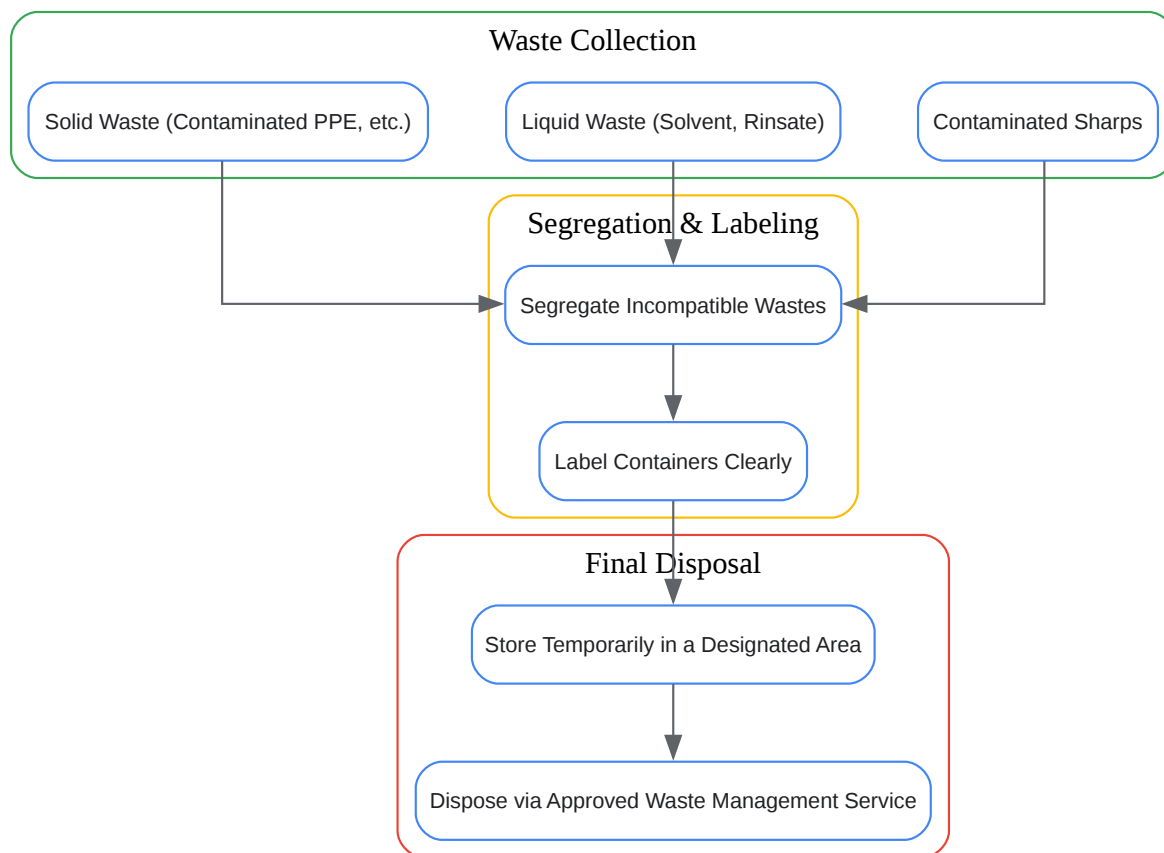 Waste Collection
Solid Waste (Contaminated PPE, etc.)
Liquid Waste (Solvent, Rinsate)
Contaminated Sharps
Segregation & Labeling
Segregate Incompatible Wastes
Label Containers Clearly
Final Disposal
Store Temporarily in a Designated Area
Dispose via Approved Waste Management Service